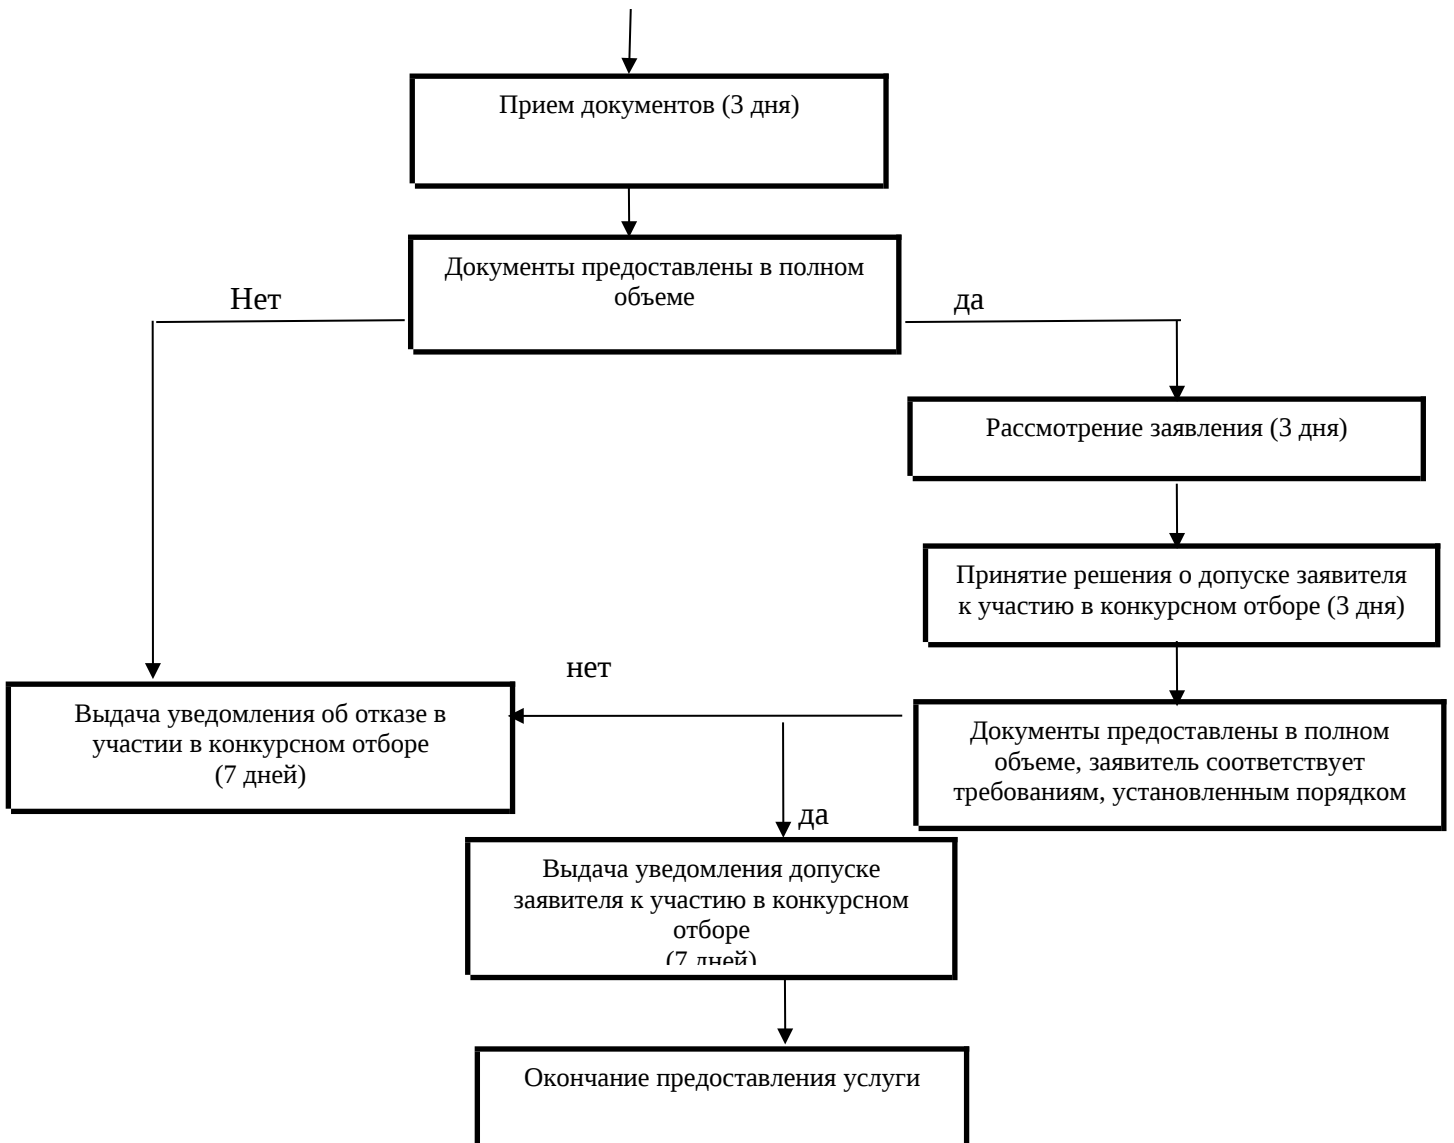 Прием документов (3 дня)
Документы предоставлены в полном
объеме
Нет
да
Рассмотрение заявления (3 дня)
Принятие решения о допуске заявителя
к участию в конкурсном отборе (3 дня)
нет
Выдача уведомления об отказе в
участии в конкурсном отборе
(7 дней)
Документы предоставлены в полном
объеме, заявитель соответствует
требованиям, установленным порядком
да
Выдача уведомления допуске
заявителя к участию в конкурсном
отборе
(7 дней)
Окончание предоставления услуги